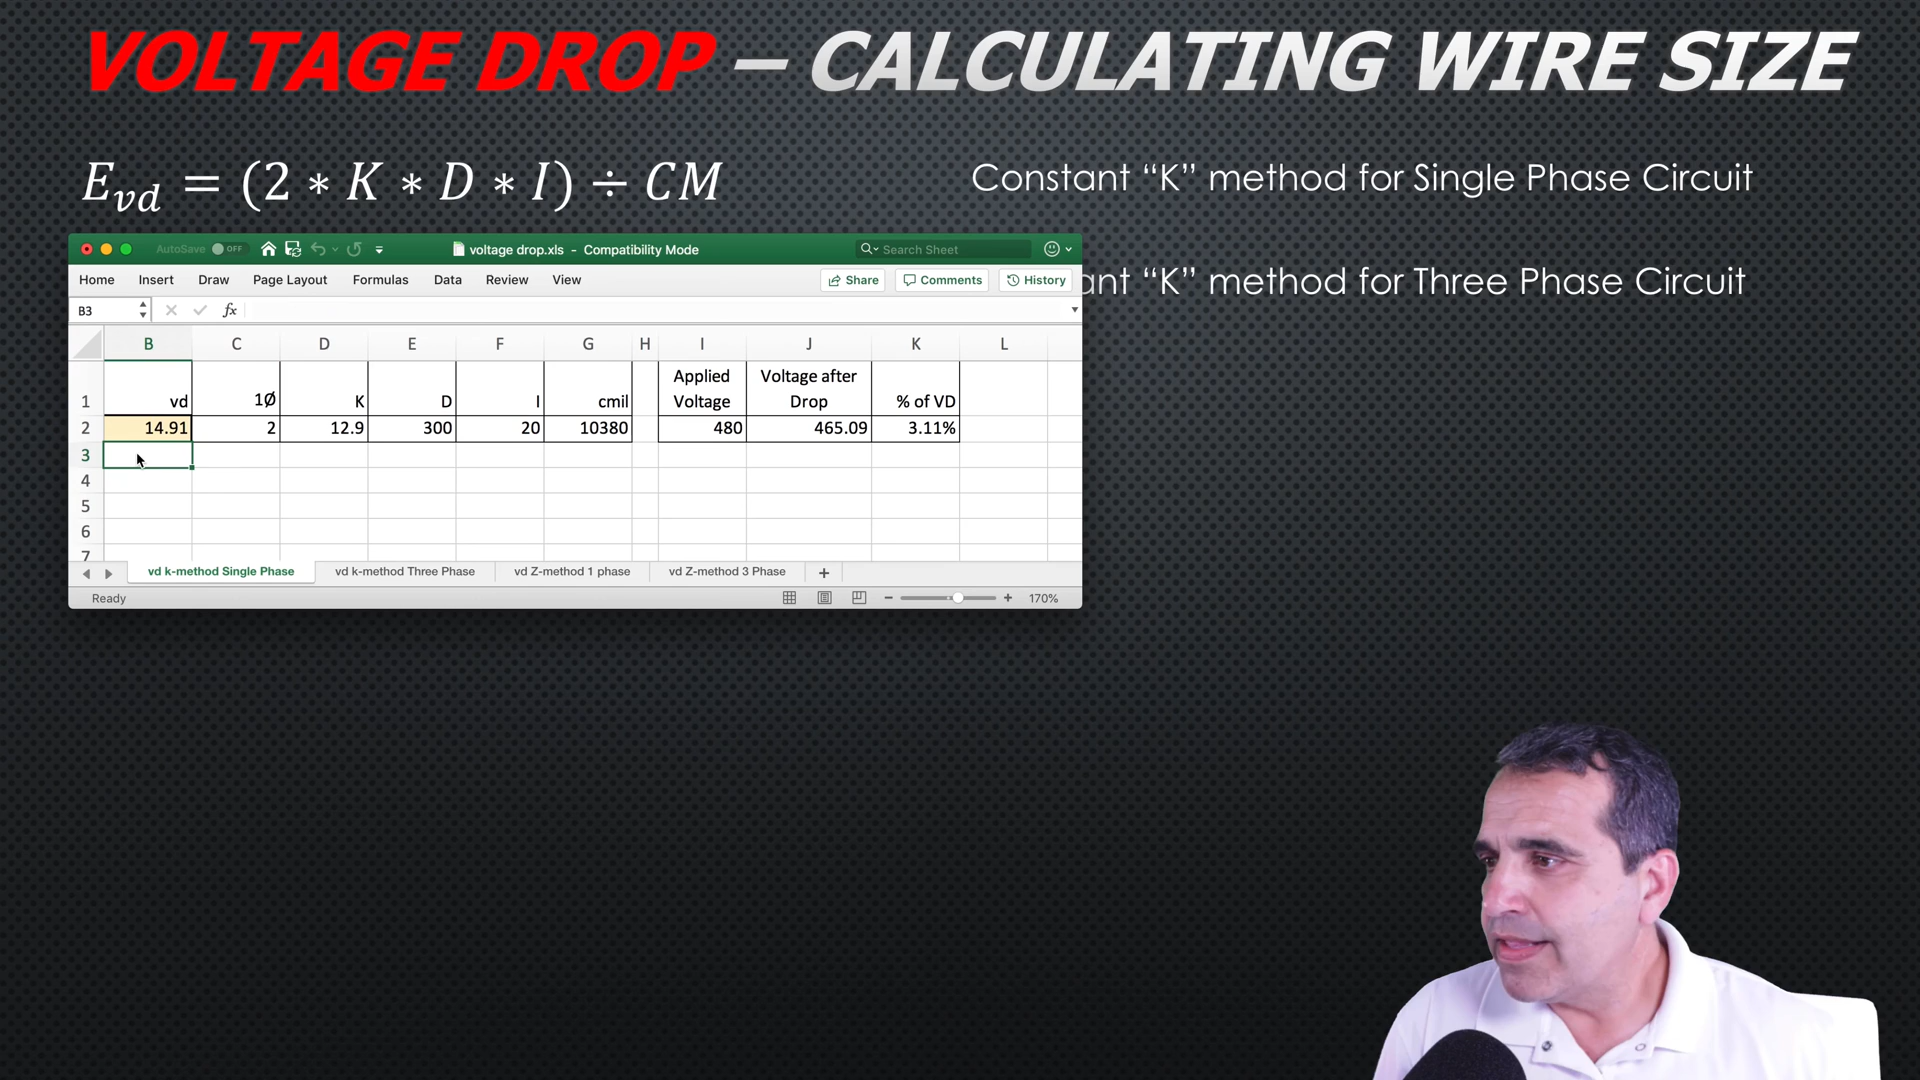 VOLTAGE DROP – CALCULATING WIRE SIZE
E_vd = (2 * K * D * I) ÷ CM
Constant “K” method for Single Phase Circuit
ant “K” method for Three Phase Circuit
AutoSave OFF voltage drop.xls - Compatibility Mode Search Sheet
Home Insert Draw Page Layout Formulas Data Review View Share Comments History
B3 fx
B C D E F G H I J K L
1 vd 1Ø K D I cmil Applied Voltage Voltage after Drop % of VD
2 14.91 2 12.9 300 20 10380 480 465.09 3.11%
3
4
5
6
7
vd k-method Single Phase vd k-method Three Phase vd Z-method 1 phase vd Z-method 3 Phase +
Ready − + 170%